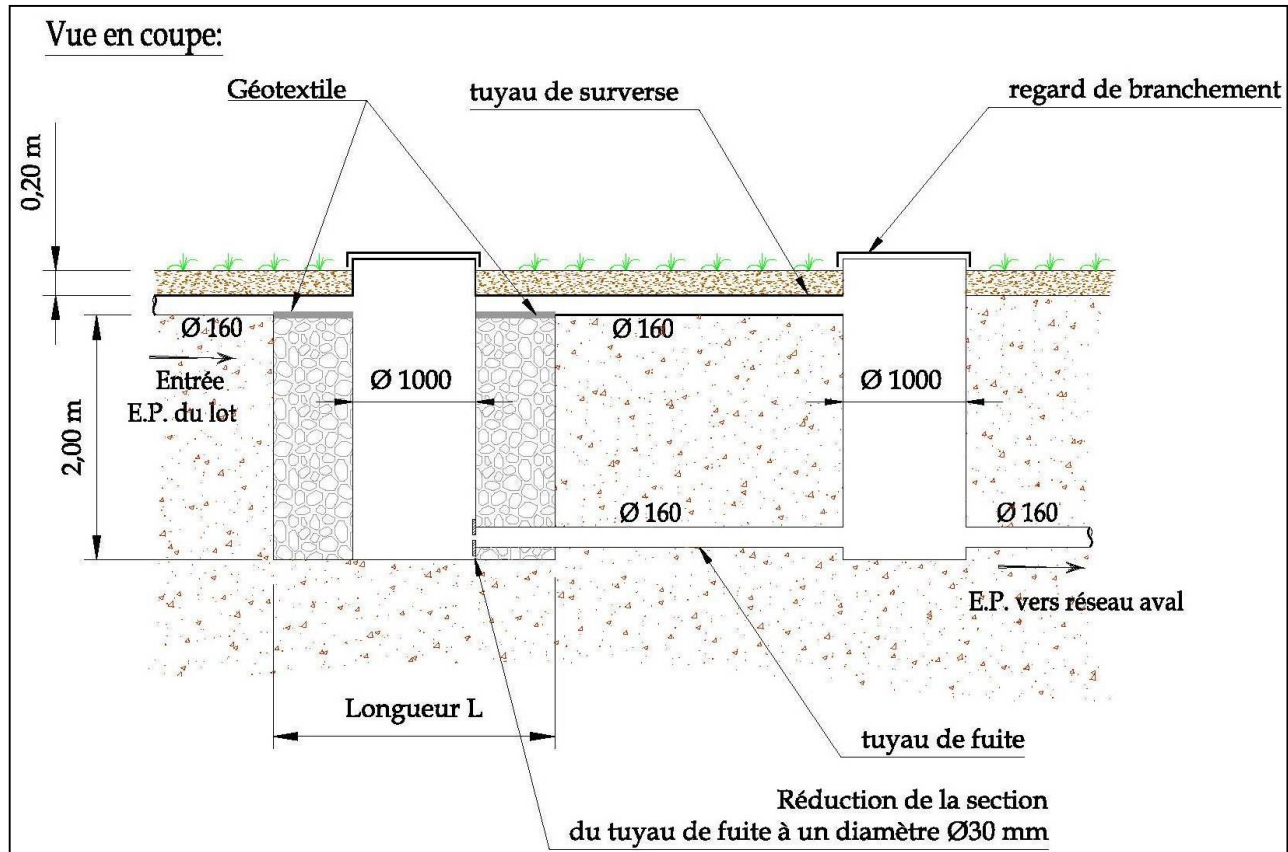 Vue en coupe:
Géotextile
tuyau de surverse
regard de branchement
0,20 m
Ø 160
Ø 160
Entrée
E.P. du lot
Ø 1000
Ø 1000
2,00 m
Ø 160
Ø 160
E.P. vers réseau aval
Longueur L
tuyau de fuite
Réduction de la section
du tuyau de fuite à un diamètre Ø30 mm